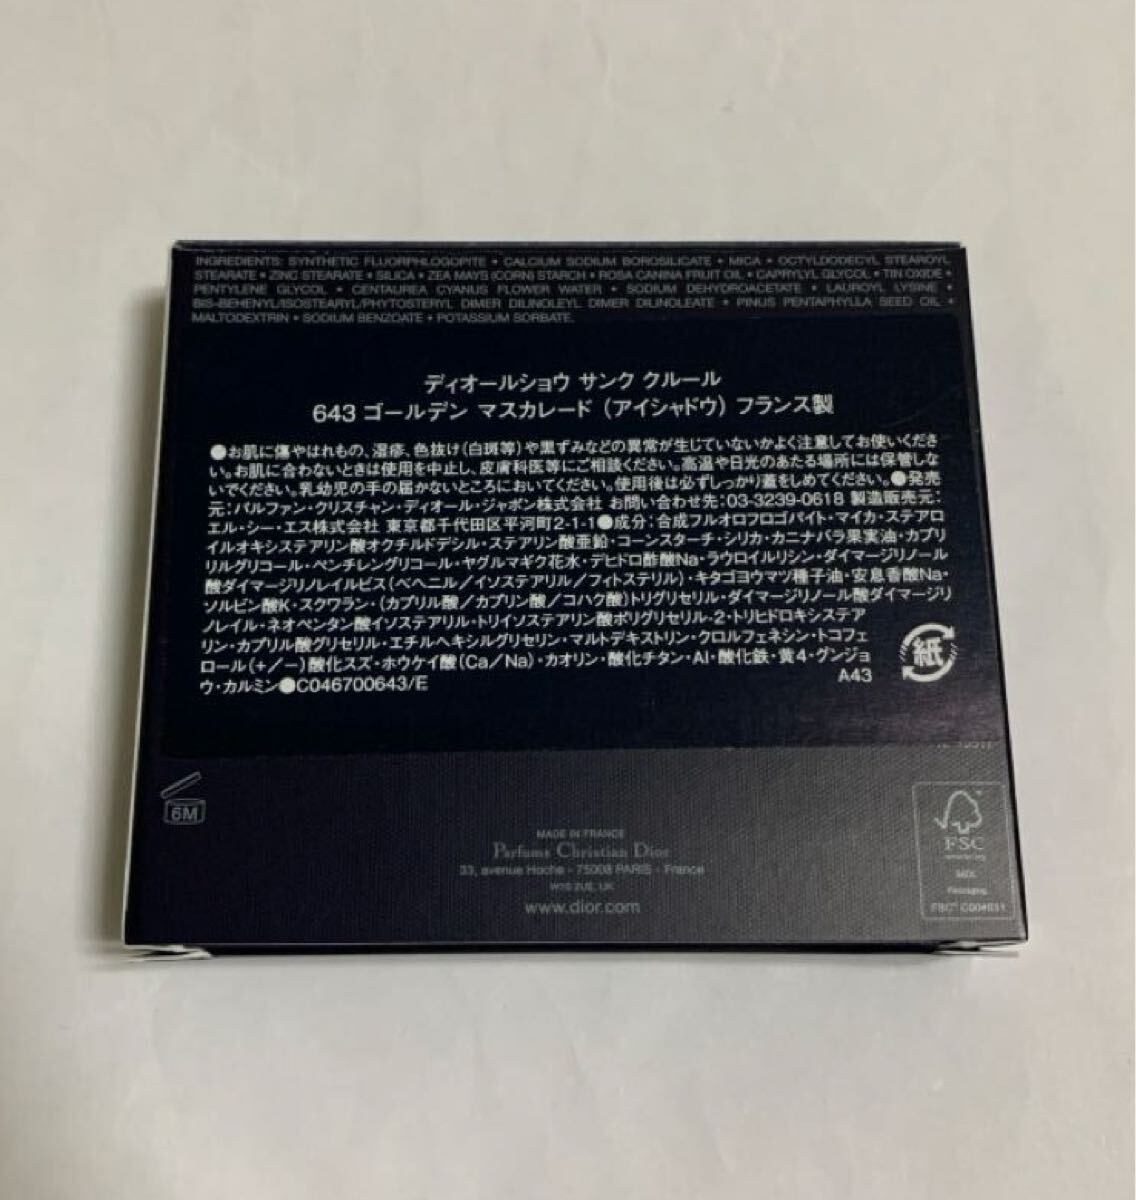 INGREDIENTS: SYNTHETIC FLUORPHLOGOPITE • CALCIUM SODIUM BOROSILICATE • MICA • OCTYLDODECYL STEAROYL
STEARATE • ZINC STEARATE • SILICA • ZEA MAYS (CORN) STARCH • ROSA CANINA FRUIT OIL • CAPRYLYL GLYCOL • TIN OXIDE •
PENTYLENE GLYCOL • CENTAUREA CYANUS FLOWER WATER • SODIUM DEHYDROACETATE • LAUROYL LYSINE •
BIS-BEHENYL/ISOSTEARYL/PHYTOSTERYL DIMER DILINOLEYL DIMER DILINOLEATE • PINUS PENTAPHYLLA SEED OIL •
MALTODEXTRIN • SODIUM BENZOATE • POTASSIUM SORBATE.
ディオールショウ サンク クルール
643 ゴールデン マスカレード (アイシャドウ) フランス製
●お肌に傷やはれもの、湿疹、色抜け(白斑等)や黒ずみなどの異常が生じていないかよく注意してお使いくださ
い。お肌に合わないときは使用を中止し、皮膚科医等にご相談ください。高温や日光のあたる場所には保管しな
いでください。乳幼児の手の届かないところにおいてください。使用後は必ずしっかり蓋をしめてください。●発売
元:パルファン・クリスチャン・ディオール・ジャポン株式会社 お問い合わせ先:03-3239-0618 製造販売元:
エル・シー・エス株式会社 東京都千代田区平河町2-1-1●成分:合成フルオロフロゴパイト・マイカ・ステアロ
イルオキシステアリン酸オクチルドデシル・ステアリン酸亜鉛・コーンスターチ・シリカ・カニナバラ果実油・カプリ
リルグリコール・ペンチレングリコール・ヤグルマギク花水・デヒドロ酢酸Na・ラウロイルリシン・ダイマージリノール
酸ダイマージリノレイルビス(ベヘニル/イソステアリル/フィトステリル)・キタゴヨウマツ種子油・安息香酸Na・
ソルビン酸K・スクワラン・(カプリル酸/カプリン酸/コハク酸)トリグリセリル・ダイマージリノール酸ダイマージリ
ノレイル・ネオペンタン酸イソステアリル・トリイソステアリン酸ポリグリセリル-2・トリヒドロキシステア
リン・カプリル酸グリセリル・エチルヘキシルグリセリン・マルトデキストリン・クロルフェネシン・トコフェ
ロール(+/-)酸化スズ・ホウケイ酸(Ca/Na)・カオリン・酸化チタン・Al・酸化鉄・黄4・グンジョ
ウ・カルミン●C046700643/E
A43
紙
6M
MADE IN FRANCE
Parfums Christian Dior
33, avenue Hoche - 75008 PARIS - France
W1S 2UE, UK
www.dior.com
FSC
MIX
Packaging